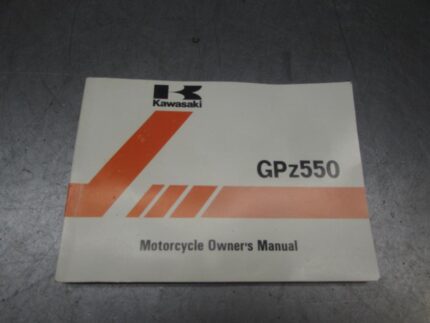 Kawasaki
GPz550
Motorcycle Owner's Manual